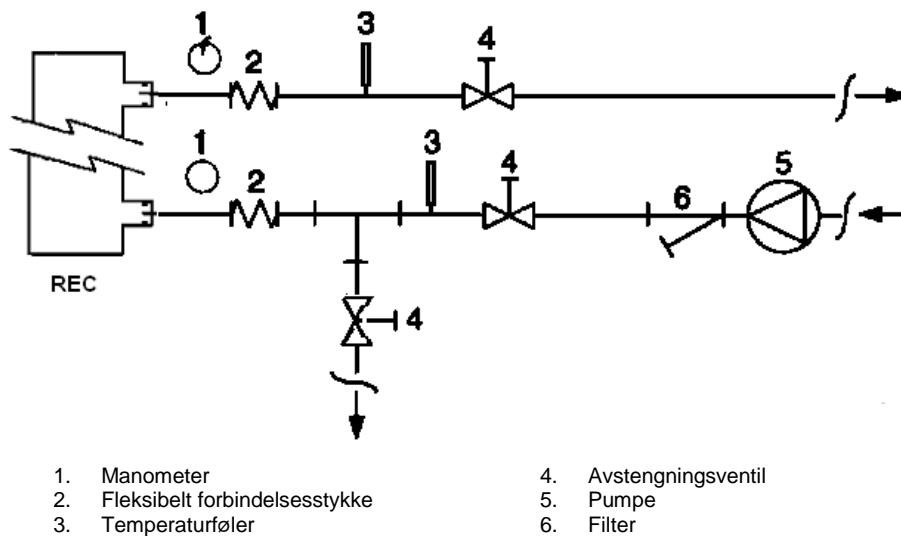 1
3
4
2
1
3
4
5
2
6
REC
4
1. Manometer
2. Fleksibelt forbindelsesstykke
3. Temperaturføler
4. Avstengningsventil
5. Pumpe
6. Filter